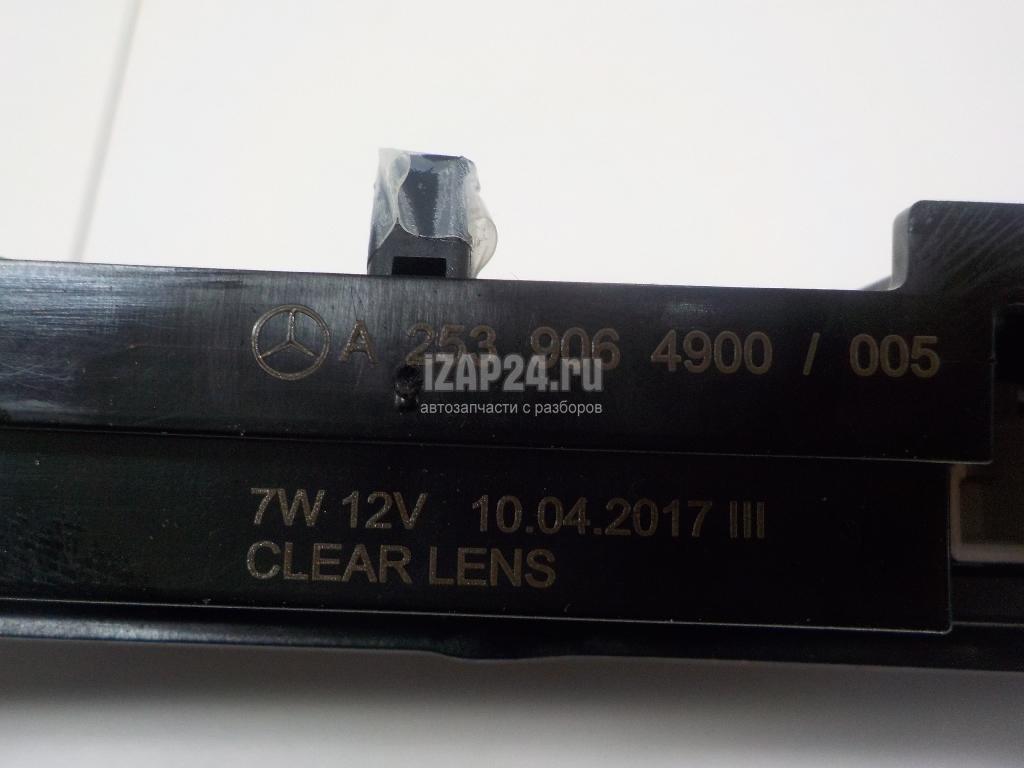 A 253 906 4900 / 005
iZAP24.ru
автозапчасти с разборов
7W 12V 10.04.2017 III
CLEAR LENS